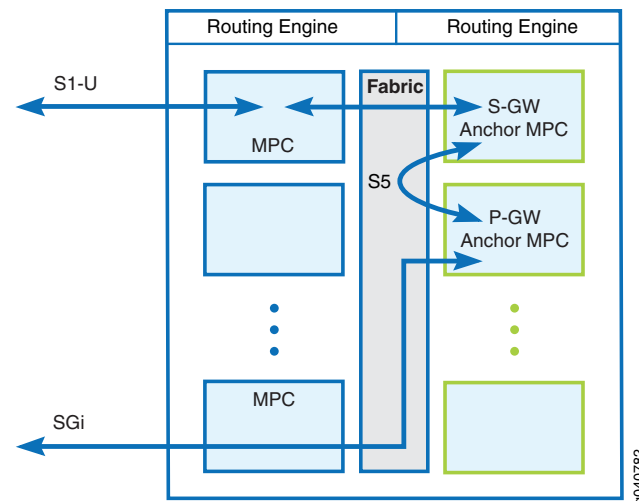 Routing Engine
Routing Engine
S1-U
Fabric
MPC
S-GW
Anchor MPC
S5
P-GW
Anchor MPC
MPC
SGi